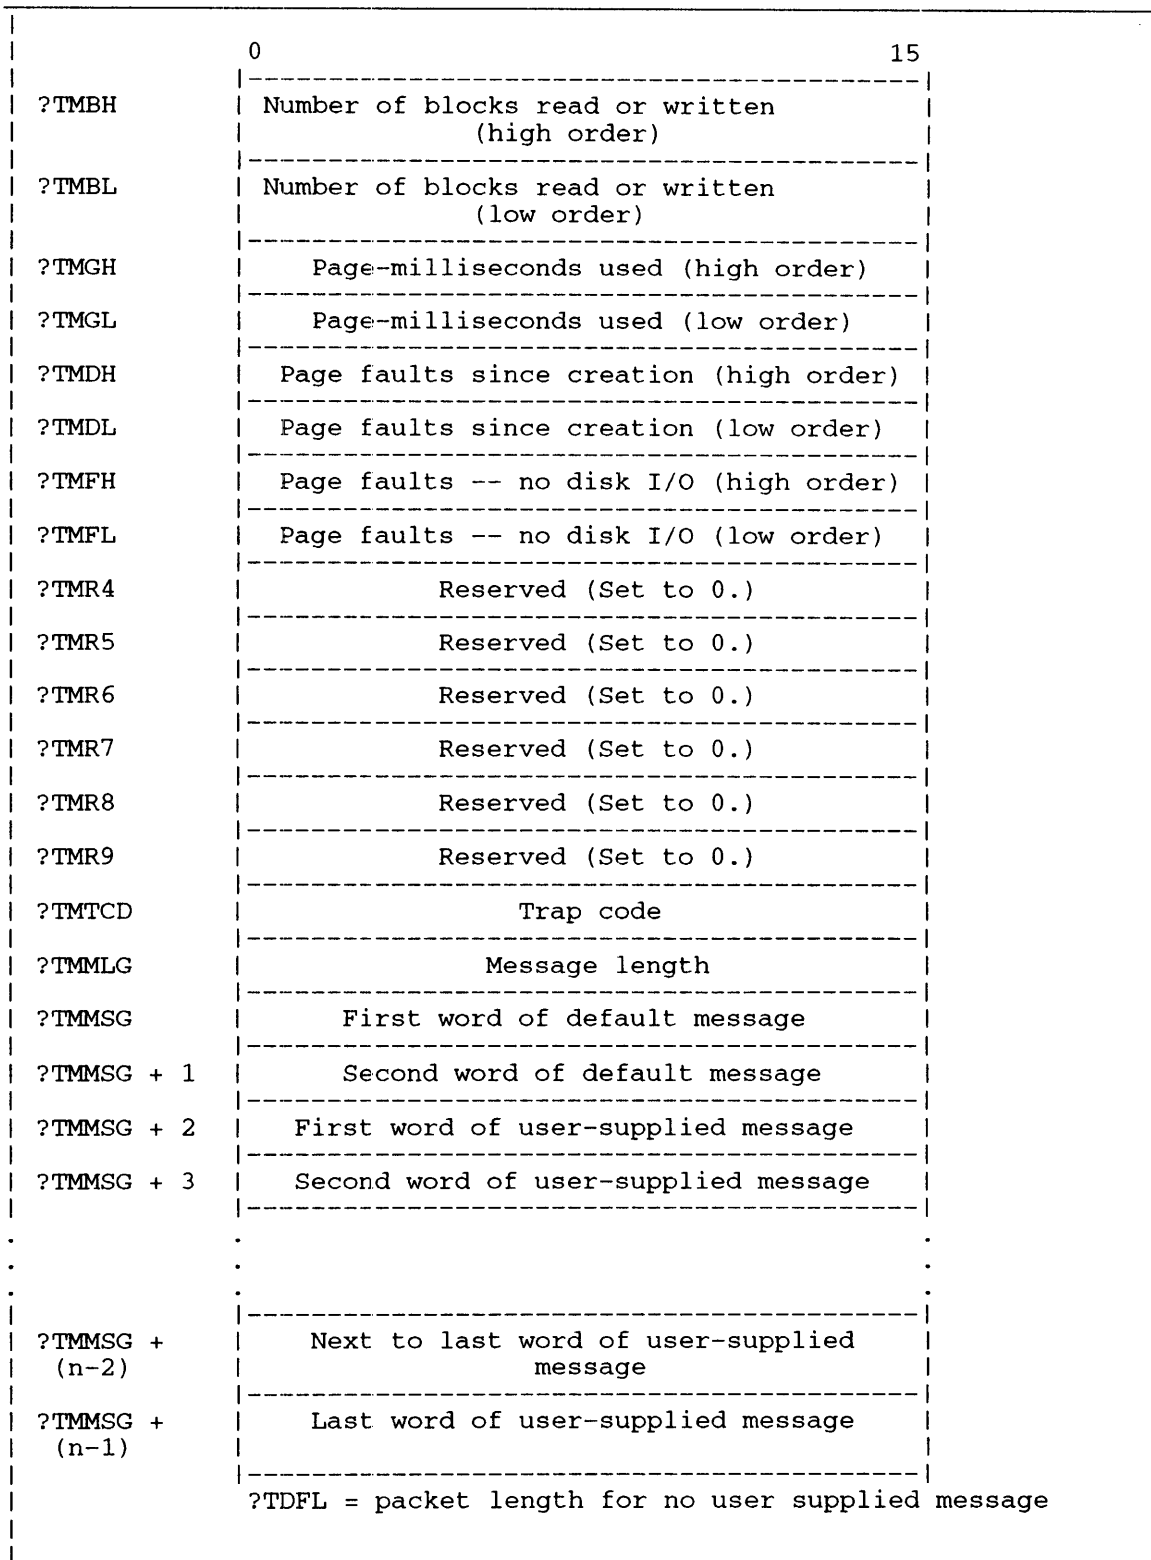 0 15
?TMBH Number of blocks read or written
(high order)
?TMBL Number of blocks read or written
(low order)
?TMGH Page-milliseconds used (high order)
?TMGL Page-milliseconds used (low order)
?TMDH Page faults since creation (high order)
?TMDL Page faults since creation (low order)
?TMFH Page faults -- no disk I/O (high order)
?TMFL Page faults -- no disk I/O (low order)
?TMR4 Reserved (Set to 0.)
?TMR5 Reserved (Set to 0.)
?TMR6 Reserved (Set to 0.)
?TMR7 Reserved (Set to 0.)
?TMR8 Reserved (Set to 0.)
?TMR9 Reserved (Set to 0.)
?TMTCD Trap code
?TMMLG Message length
?TMMSG First word of default message
?TMMSG + 1 Second word of default message
?TMMSG + 2 First word of user-supplied message
?TMMSG + 3 Second word of user-supplied message
?TMMSG + Next to last word of user-supplied
(n-2) message
?TMMSG + Last word of user-supplied message
(n-1)
?TDFL = packet length for no user supplied message